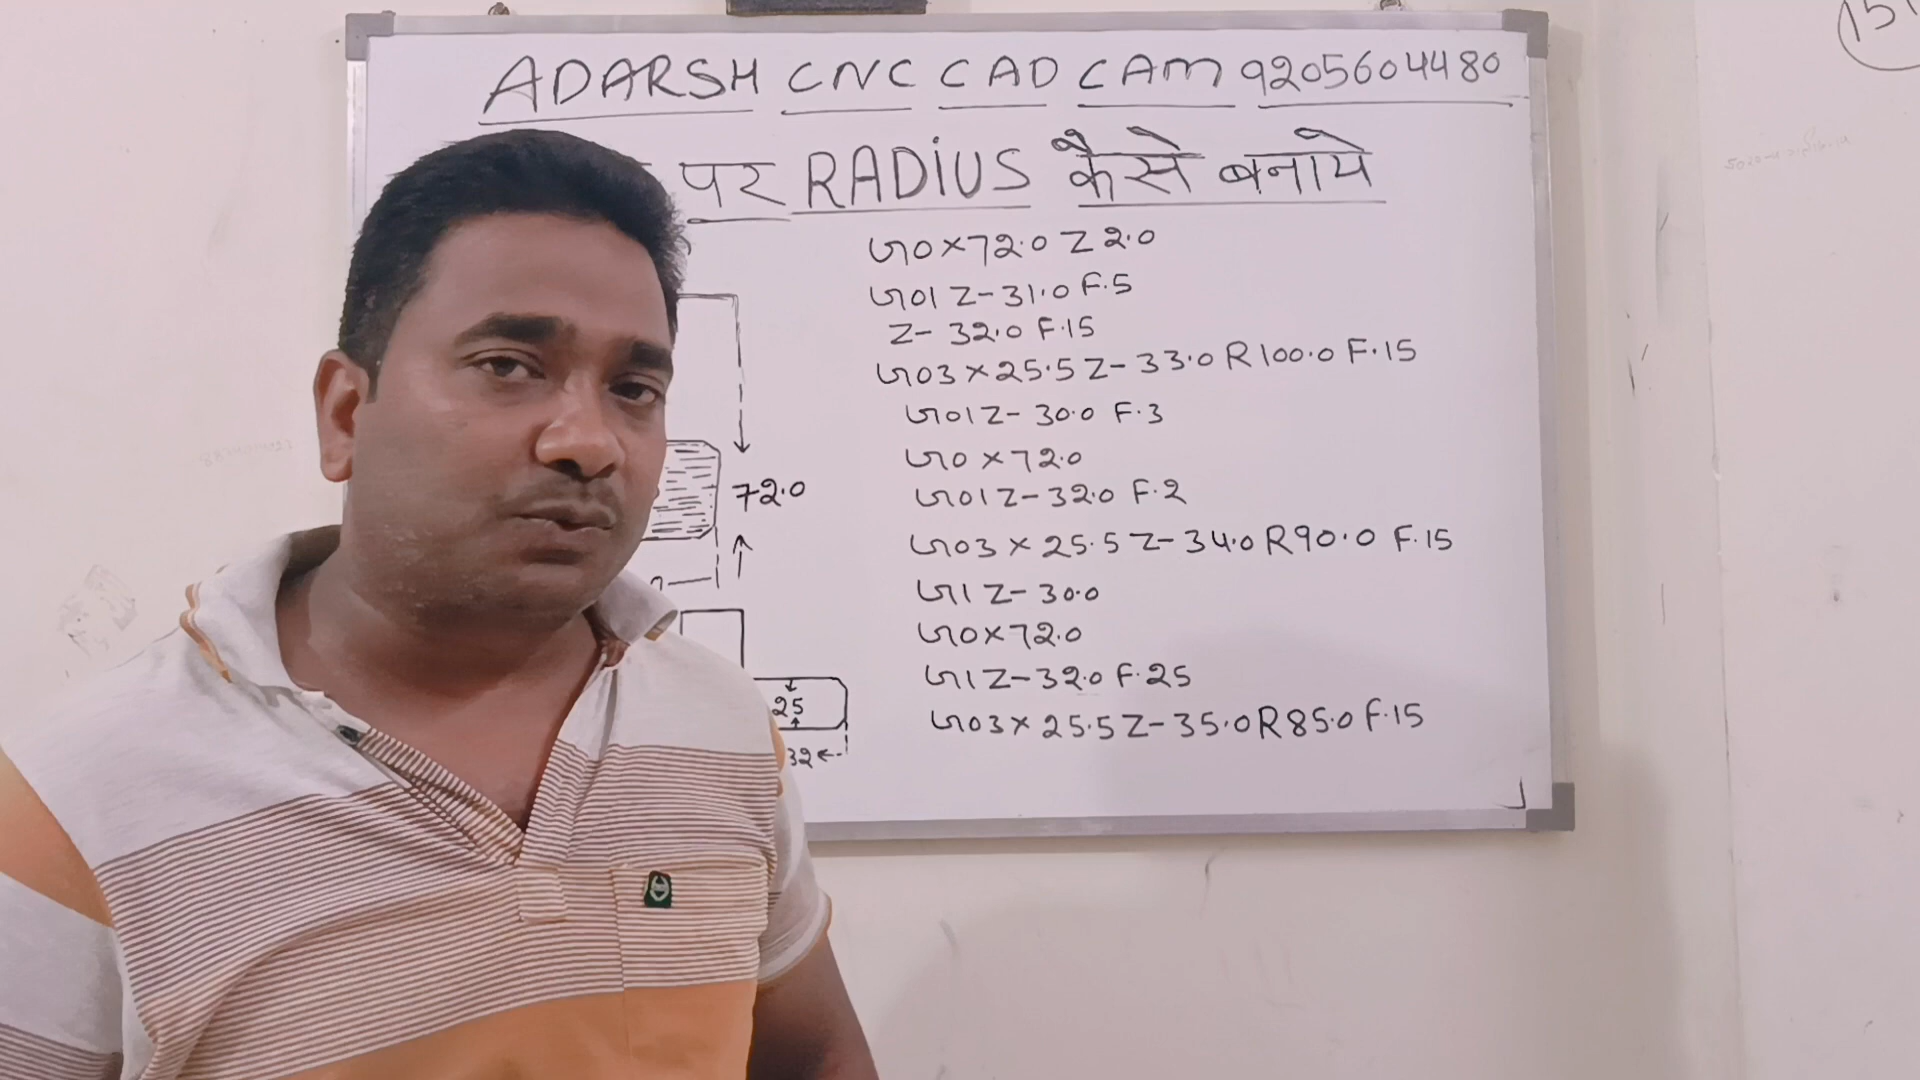 ADARSH CNC CAD CAM 9205604480
पर RADiUS कैसे बनाये
G0 X72.0 Z2.0
G01 Z-31.0 F.5
Z-32.0 F.15
G03 X25.5 Z-33.0 R100.0 F.15
G01 Z-30.0 F.3
G0 X72.0
G01 Z-32.0 F.2
G03 X25.5 Z-34.0 R90.0 F.15
G1 Z-30.0
G0X72.0
G1 Z-32.0 F.25
G03 X25.5 Z-35.0 R85.0 F.15
72.0
25
32
151